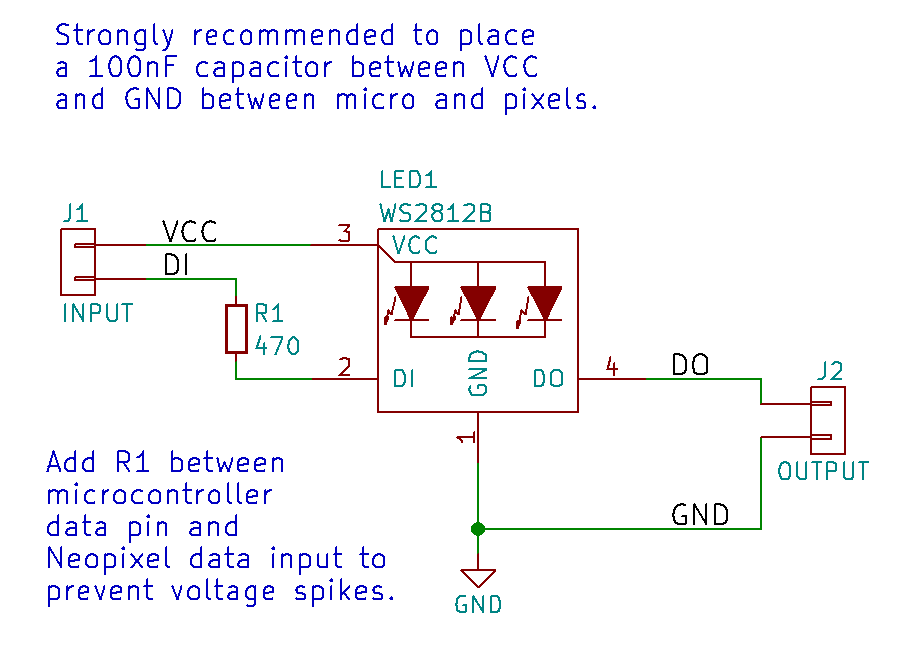 Strongly recommended to place
a 100nF capacitor between VCC
and GND between micro and pixels.
LED1
WS2812B
J1
VCC
DI
INPUT
3
VCC
R1
470
2
DI
GND
DO
4
DO
J2
OUTPUT
1
GND
GND
Add R1 between
microcontroller
data pin and
Neopixel data input to
prevent voltage spikes.